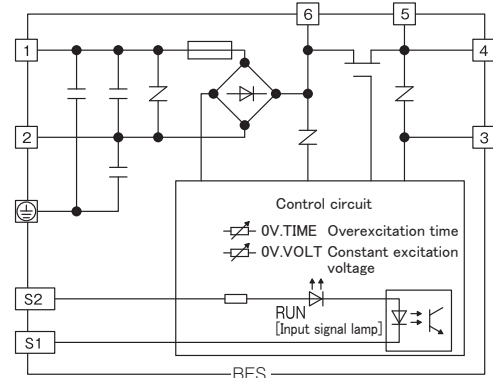 6
5
1
4
2
3
Control circuit
0V.TIME Overexcitation time
0V.VOLT Constant excitation
voltage
S2
RUN
[Input signal lamp]
S1
BES